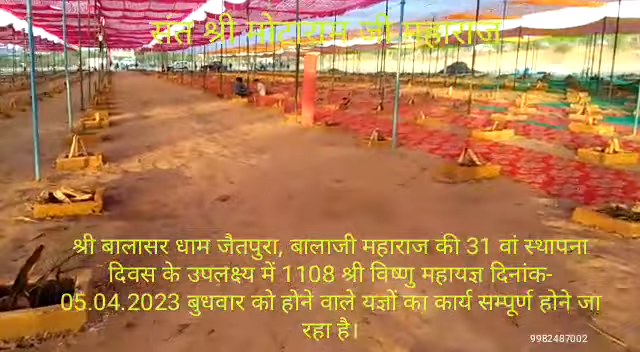 संत श्री मोटाराम जी महाराज
श्री बालासर धाम जैतपुरा, बालाजी महाराज की 31 वां स्थापना
दिवस के उपलक्ष्य में 1108 श्री विष्णु महायज्ञ दिनांक-
05.04.2023 बुधवार को होने वाले यज्ञों का कार्य सम्पूर्ण होने जा
रहा है।
9982487002